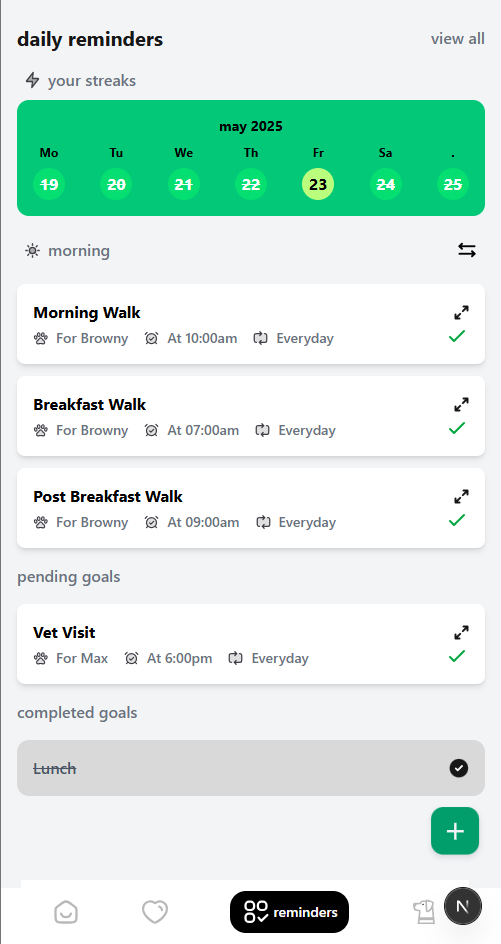 daily reminders view all
your streaks
may 2025
Mo Tu We Th Fr Sa .
19 20 21 22 23 24 25
morning
Morning Walk
For Browny At 10:00am Everyday
Breakfast Walk
For Browny At 07:00am Everyday
Post Breakfast Walk
For Browny At 09:00am Everyday
pending goals
Vet Visit
For Max At 6:00pm Everyday
completed goals
Lunch
reminders N